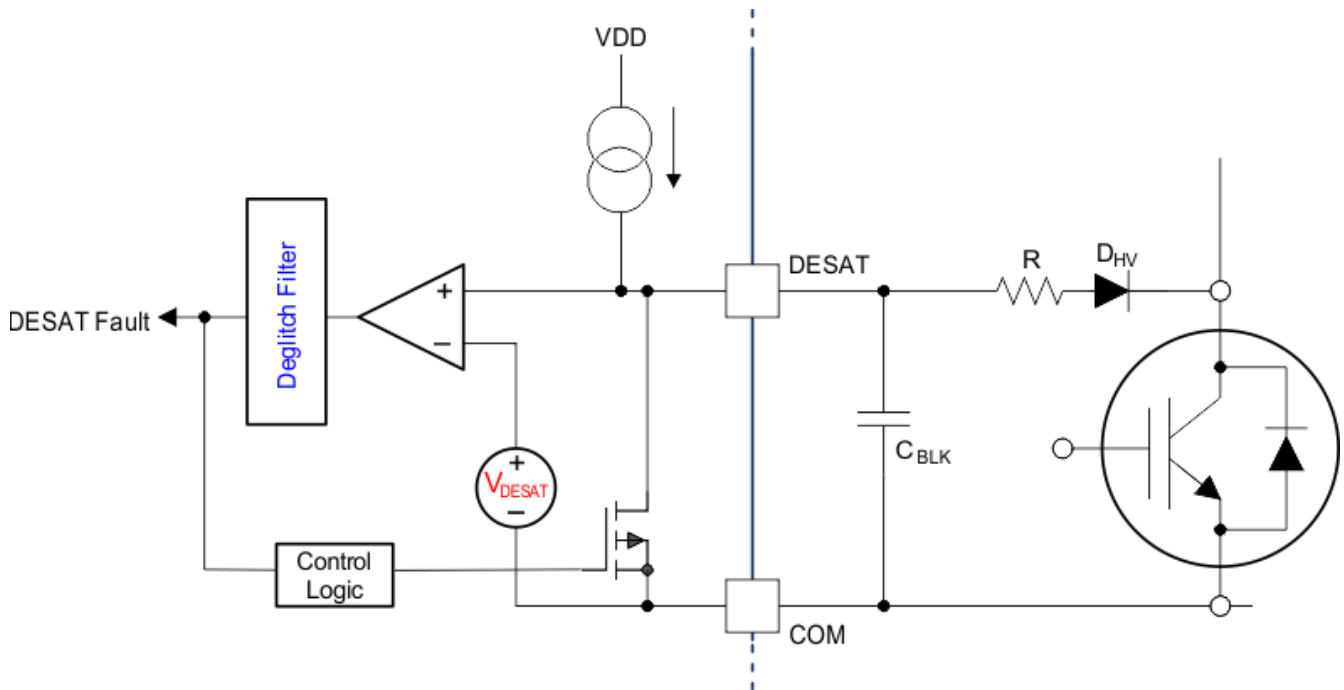 VDD
DESAT
R
DHV
Deglitch Filter
+
−
DESAT Fault
CBLK
+
VDESAT
−
Control
Logic
COM